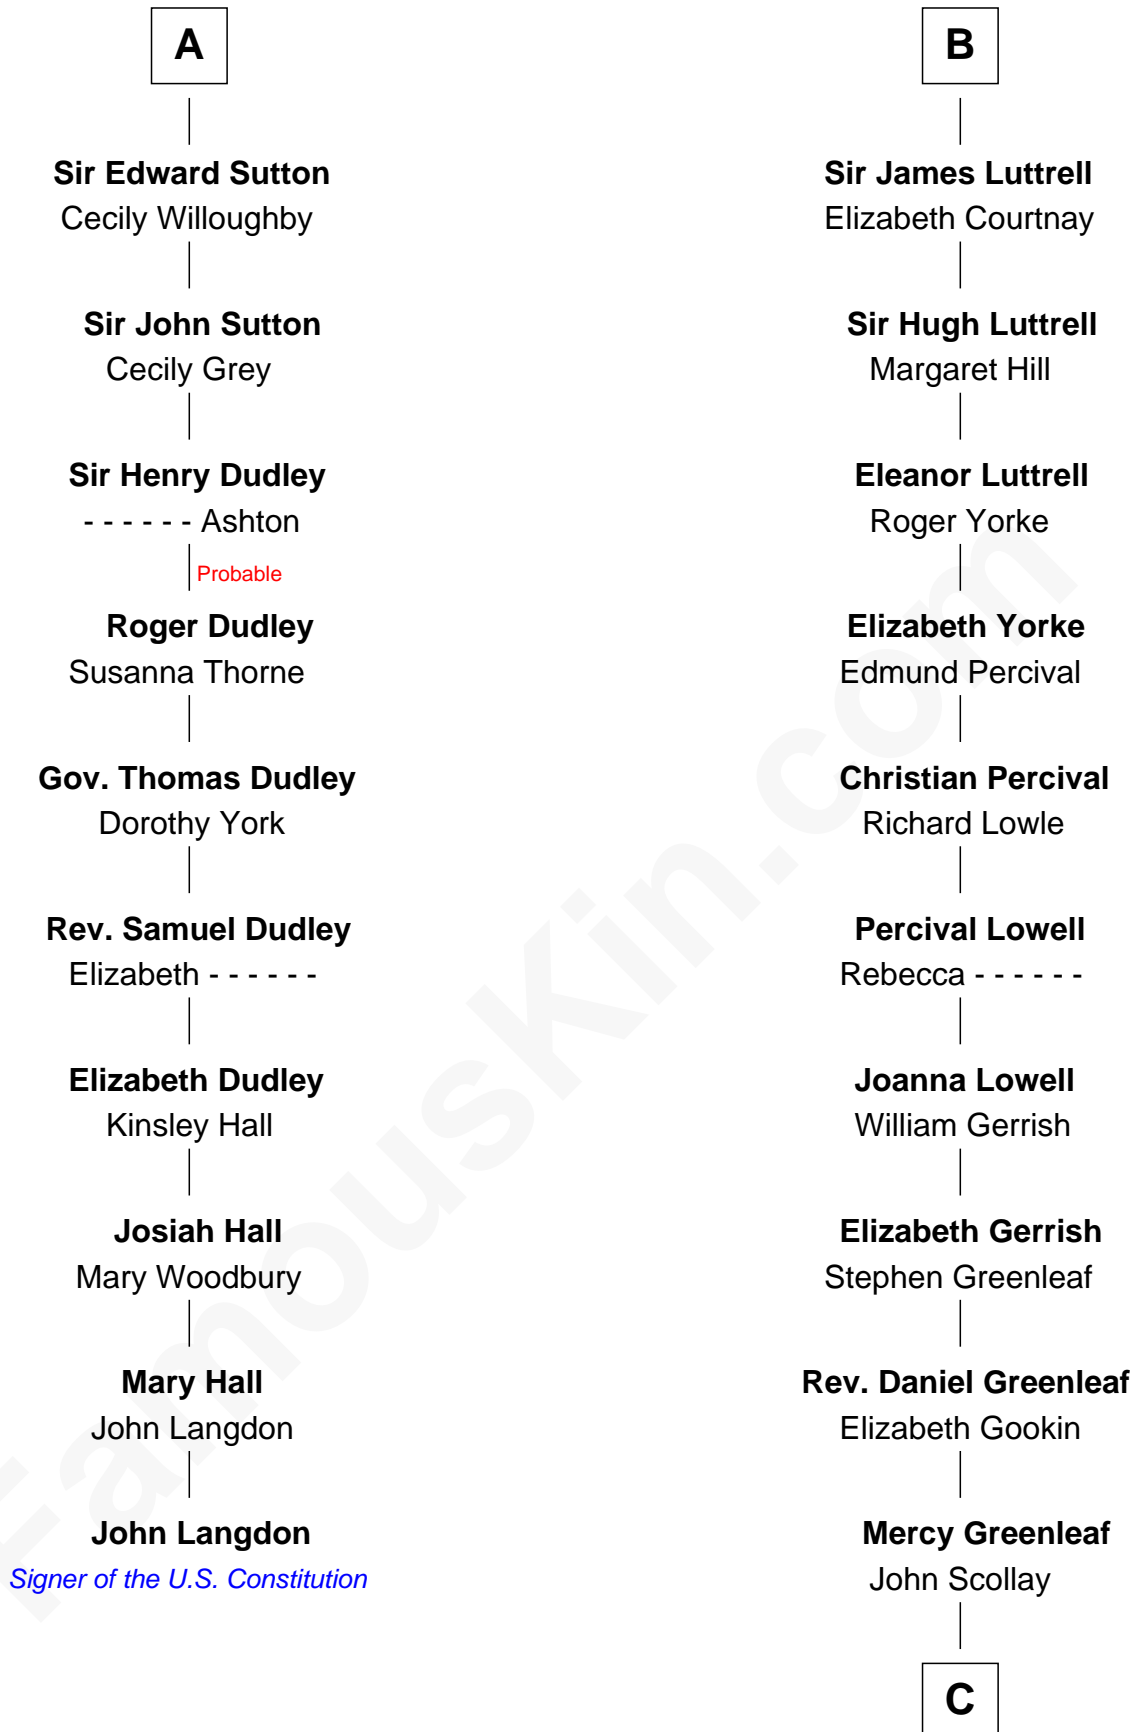 A
Sir Edward Sutton
Cecily Willoughby
Sir John Sutton
Cecily Grey
Sir Henry Dudley
- - - - - - Ashton
Probable
Roger Dudley
Susanna Thorne
Gov. Thomas Dudley
Dorothy York
Rev. Samuel Dudley
Elizabeth - - - - - -
Elizabeth Dudley
Kinsley Hall
Josiah Hall
Mary Woodbury
Mary Hall
John Langdon
John Langdon
Signer of the U.S. Constitution
B
Sir James Luttrell
Elizabeth Courtnay
Sir Hugh Luttrell
Margaret Hill
Eleanor Luttrell
Roger Yorke
Elizabeth Yorke
Edmund Percival
Christian Percival
Richard Lowle
Percival Lowell
Rebecca - - - - - -
Joanna Lowell
William Gerrish
Elizabeth Gerrish
Stephen Greenleaf
Rev. Daniel Greenleaf
Elizabeth Gookin
Mercy Greenleaf
John Scollay
C
FamousKin.com